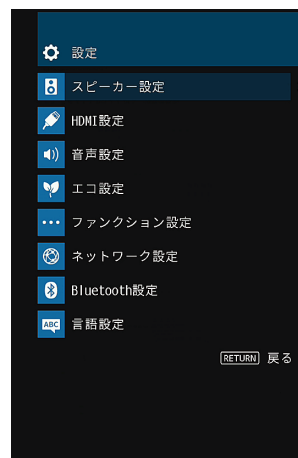 設定
スピーカー設定
HDMI設定
音声設定
エコ設定
ファンクション設定
ネットワーク設定
Bluetooth設定
ABC 言語設定
RETURN 戻る